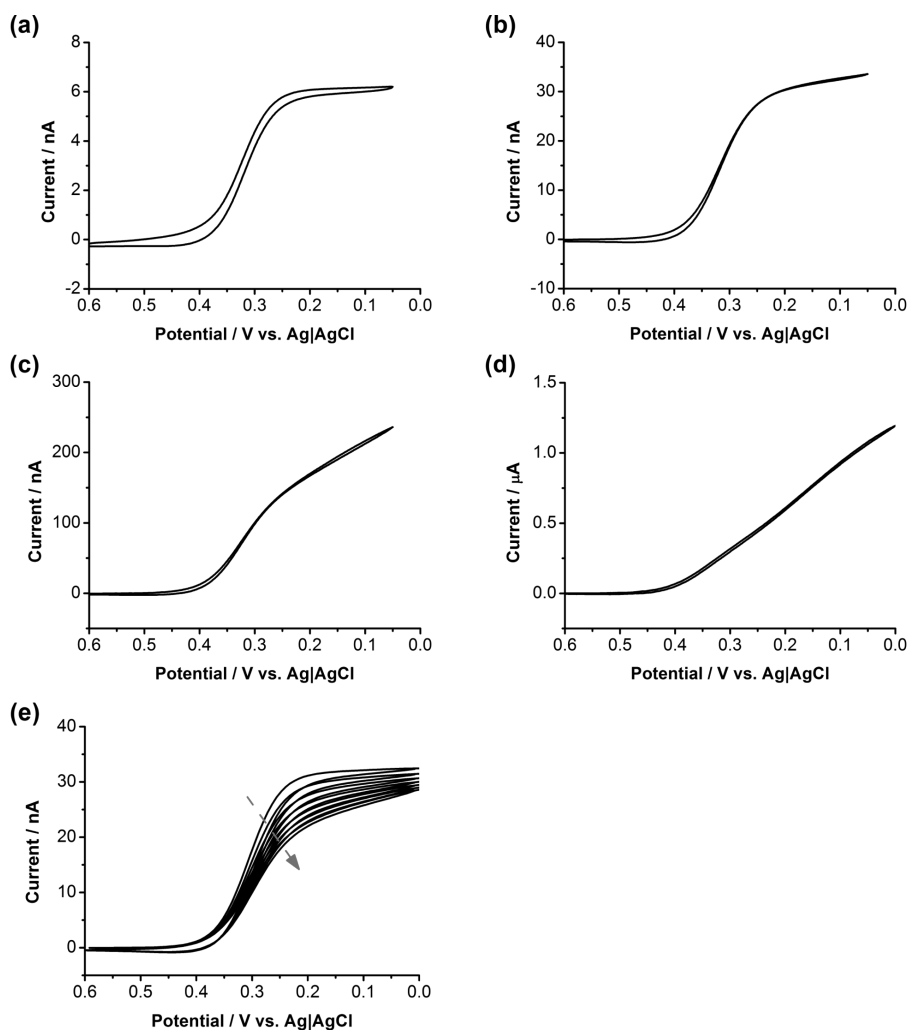 (a)
8
6
4
2
0
-2
Current / nA
0.6 0.5 0.4 0.3 0.2 0.1 0.0
Potential / V vs. Ag|AgCl
(b)
40
30
20
10
0
-10
Current / nA
0.6 0.5 0.4 0.3 0.2 0.1 0.0
Potential / V vs. Ag|AgCl
(c)
300
200
100
0
Current / nA
0.6 0.5 0.4 0.3 0.2 0.1 0.0
Potential / V vs. Ag|AgCl
(d)
1.5
1.0
0.5
0.0
Current / μA
0.6 0.5 0.4 0.3 0.2 0.1 0.0
Potential / V vs. Ag|AgCl
(e)
40
30
20
10
0
Current / nA
0.6 0.5 0.4 0.3 0.2 0.1 0.0
Potential / V vs. Ag|AgCl